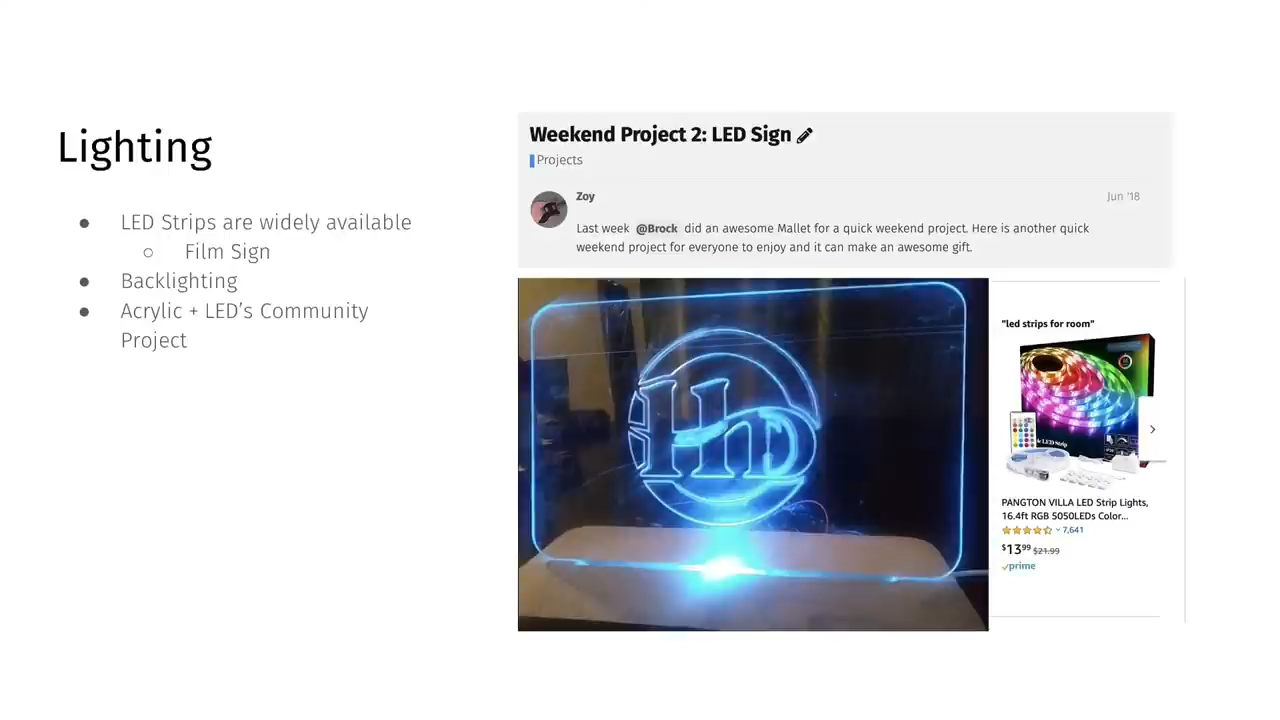 Lighting
● LED Strips are widely available
○ Film Sign
● Backlighting
● Acrylic + LED’s Community
Project
Weekend Project 2: LED Sign
Projects
Zoy
Jun '18
Last week @Brock did an awesome Mallet for a quick weekend project. Here is another quick
weekend project for everyone to enjoy and it can make an awesome gift.
"led strips for room"
PANGTON VILLA LED Strip Lights,
16.4ft RGB 5050LEDs Color...
7,641
$13.99 $21.99
prime